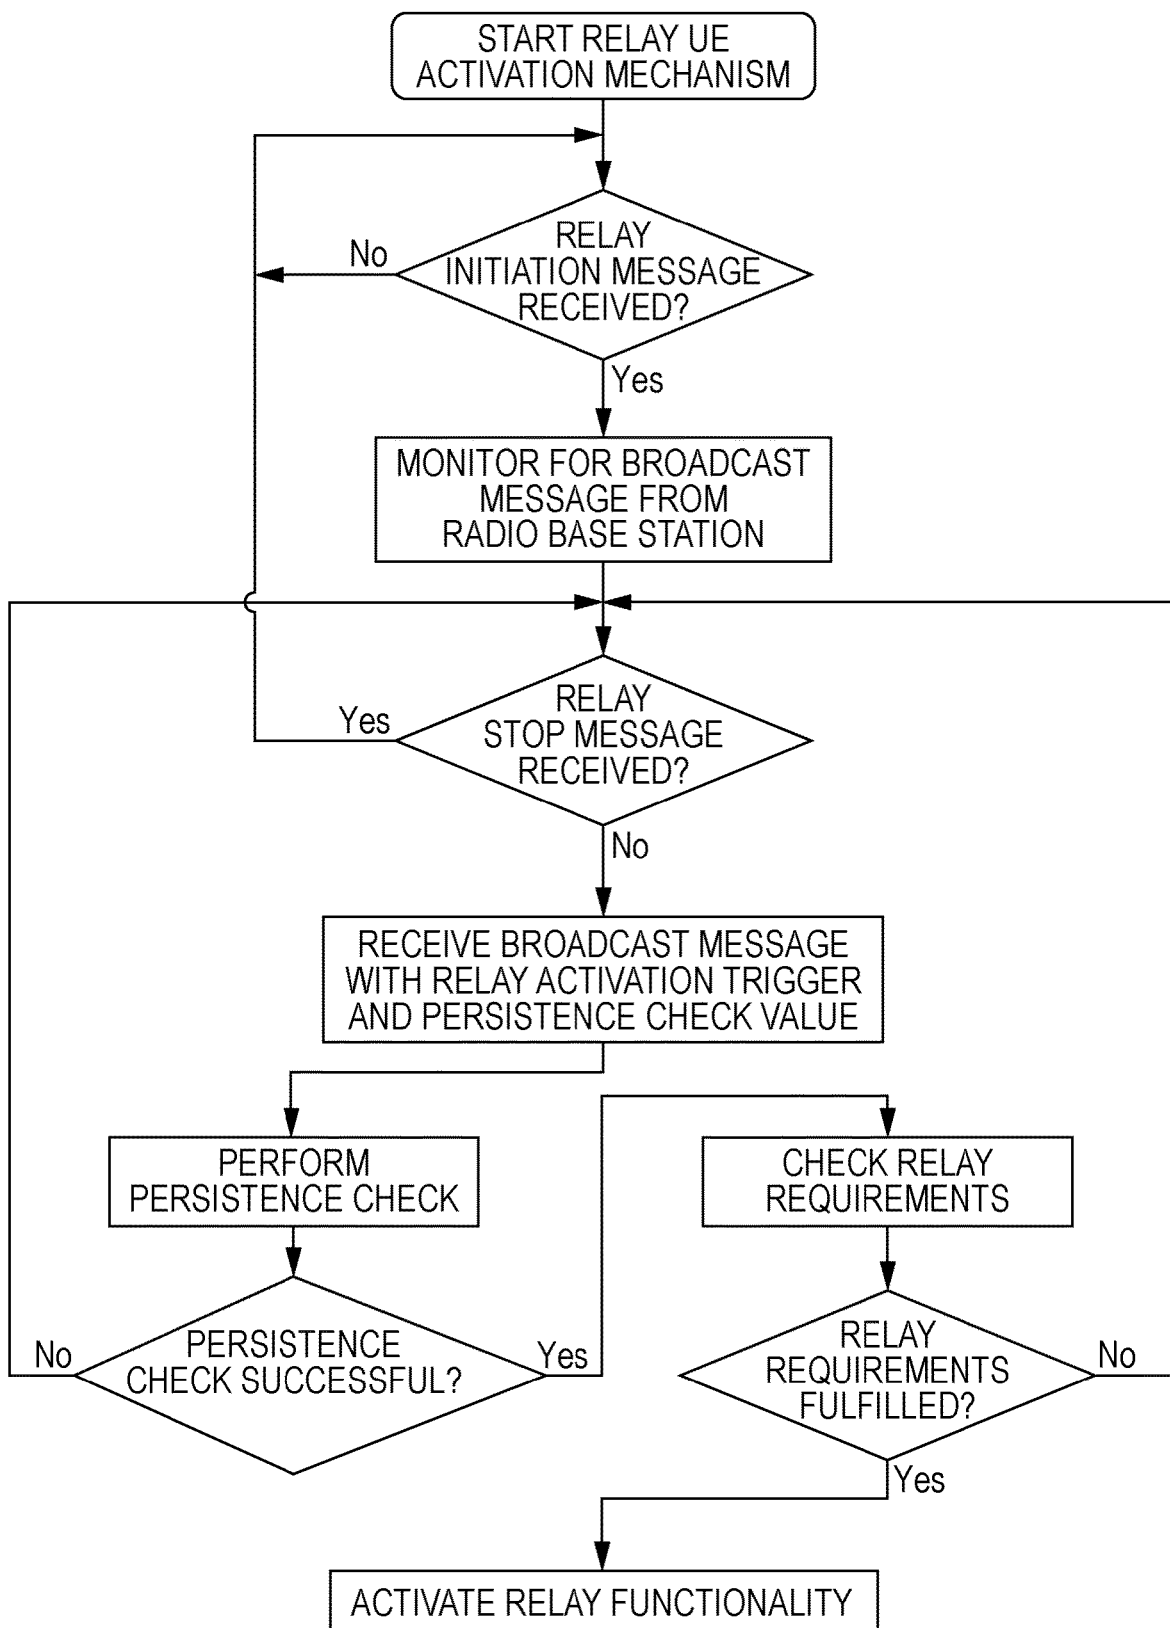 START RELAY UE
ACTIVATION MECHANISM
RELAY
INITIATION MESSAGE
RECEIVED?
No
Yes
MONITOR FOR BROADCAST
MESSAGE FROM
RADIO BASE STATION
RELAY
STOP MESSAGE
RECEIVED?
Yes
No
RECEIVE BROADCAST MESSAGE
WITH RELAY ACTIVATION TRIGGER
AND PERSISTENCE CHECK VALUE
PERFORM
PERSISTENCE CHECK
PERSISTENCE
CHECK SUCCESSFUL?
No
Yes
CHECK RELAY
REQUIREMENTS
RELAY
REQUIREMENTS
FULFILLED?
No
Yes
ACTIVATE RELAY FUNCTIONALITY